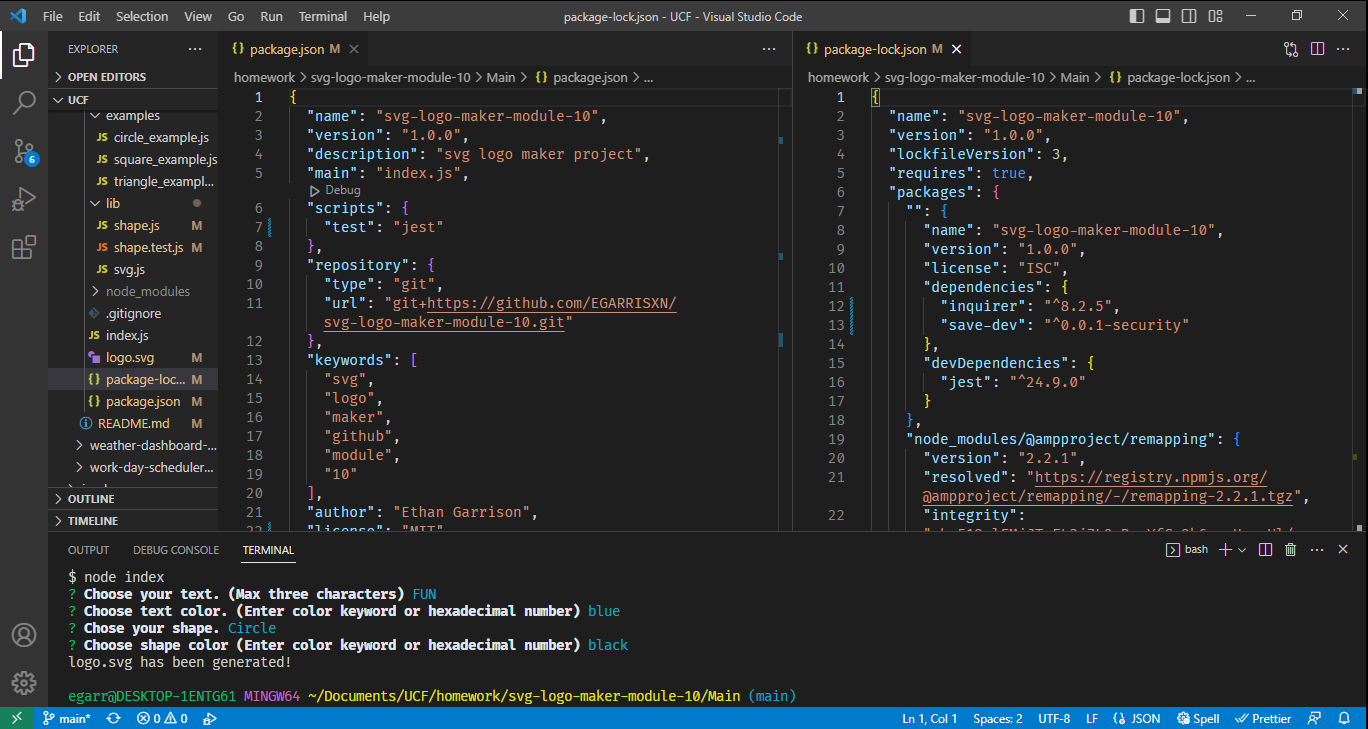 File Edit Selection View Go Run Terminal Help
package-lock.json - UCF - Visual Studio Code
EXPLORER
OPEN EDITORS
UCF
examples
JS circle_example.js
JS square_example.js
JS triangle_exampl...
lib
JS shape.js M
JS shape.test.js M
JS svg.js
node_modules
.gitignore
JS index.js
logo.svg M
{} package-loc... M
{} package.json M
README.md M
weather-dashboard-...
work-day-scheduler...
OUTLINE
TIMELINE
6
{} package.json M
homework > svg-logo-maker-module-10 > Main > {} package.json > ...
1 {
2 "name": "svg-logo-maker-module-10",
3 "version": "1.0.0",
4 "description": "svg logo maker project",
5 "main": "index.js",
Debug
6 "scripts": {
7 "test": "jest"
8 },
9 "repository": {
10 "type": "git",
11 "url": "git+https://github.com/EGARRISXN/
svg-logo-maker-module-10.git"
12 },
13 "keywords": [
14 "svg",
15 "logo",
16 "maker",
17 "github",
18 "module",
19 "10"
20 ],
21 "author": "Ethan Garrison",
22 "license": "MIT",
{} package-lock.json M
homework > svg-logo-maker-module-10 > Main > {} package-lock.json > ...
1 {
2 "name": "svg-logo-maker-module-10",
3 "version": "1.0.0",
4 "lockfileVersion": 3,
5 "requires": true,
6 "packages": {
7 "": {
8 "name": "svg-logo-maker-module-10",
9 "version": "1.0.0",
10 "license": "ISC",
11 "dependencies": {
12 "inquirer": "^8.2.5",
13 "save-dev": "^0.0.1-security"
14 },
15 "devDependencies": {
16 "jest": "^24.9.0"
17 }
18 },
19 "node_modules/@ampproject/remapping": {
20 "version": "2.2.1",
21 "resolved": "https://registry.npmjs.org/
@ampproject/remapping/-/remapping-2.2.1.tgz",
22 "integrity":
OUTPUT DEBUG CONSOLE TERMINAL
bash
$ node index
? Choose your text. (Max three characters) FUN
? Choose text color. (Enter color keyword or hexadecimal number) blue
? Chose your shape. Circle
? Choose shape color (Enter color keyword or hexadecimal number) black
logo.svg has been generated!
egarr@DESKTOP-1ENTG61 MINGW64 ~/Documents/UCF/homework/svg-logo-maker-module-10/Main (main)
main* 0 0
Ln 1, Col 1 Spaces: 2 UTF-8 LF {} JSON Spell Prettier